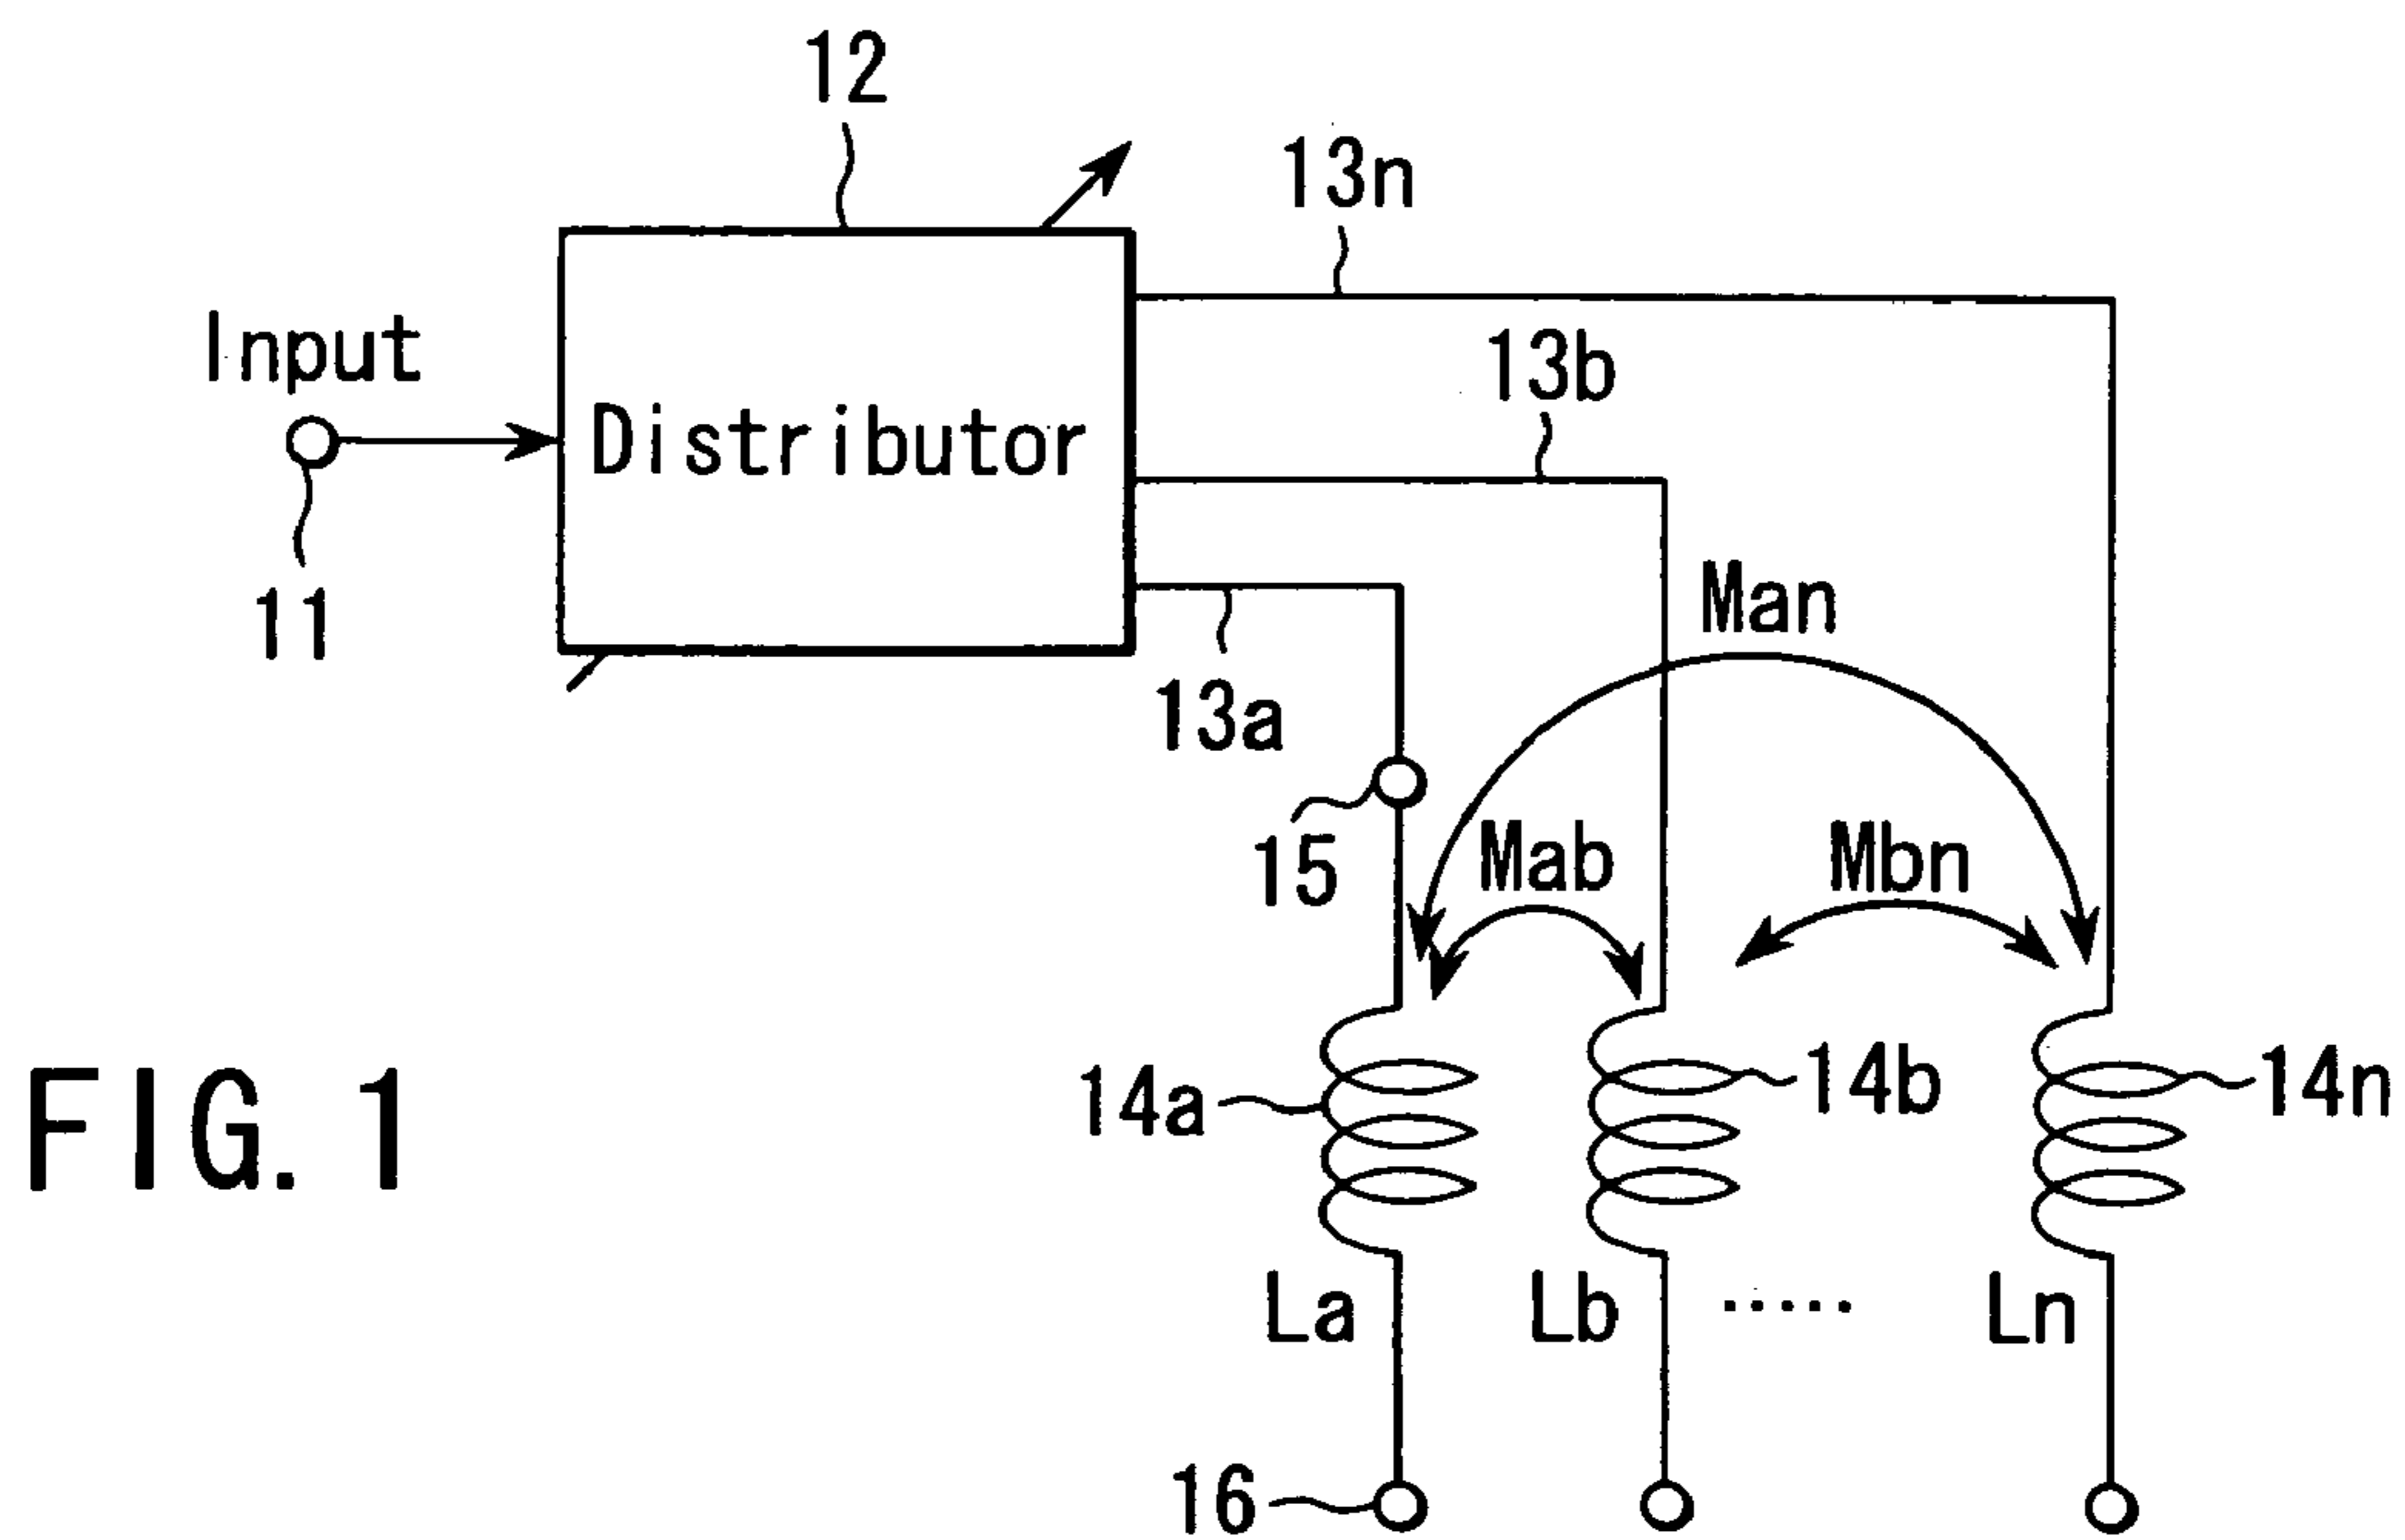 12
13n
Input
13b
Distributor
11
Man
13a
15
Mab
Mbn
14a
14b
14n
FIG. 1
La
Lb
.....
Ln
16